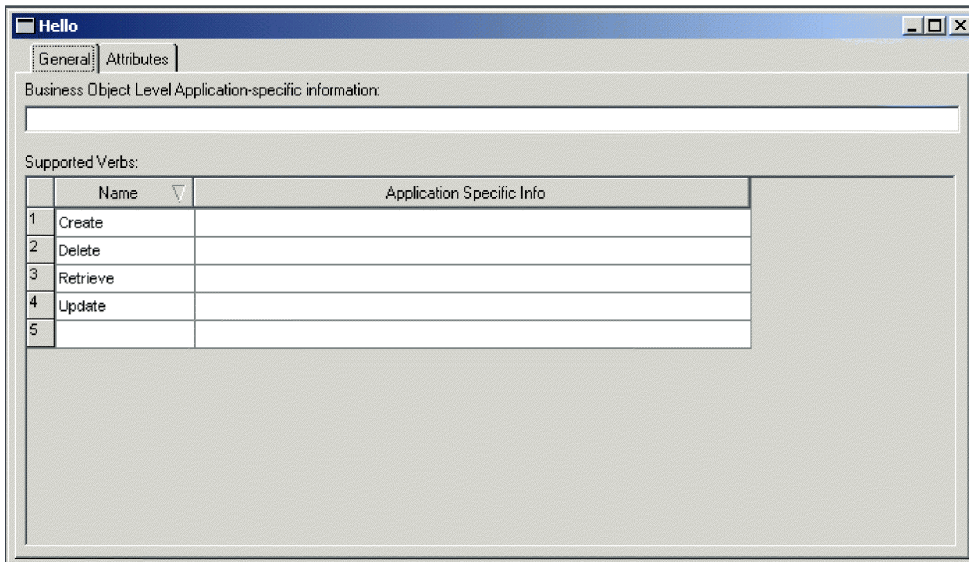 Hello
General Attributes
Business Object Level Application-specific information:
Supported Verbs:
Name Application Specific Info
1 Create
2 Delete
3 Retrieve
4 Update
5